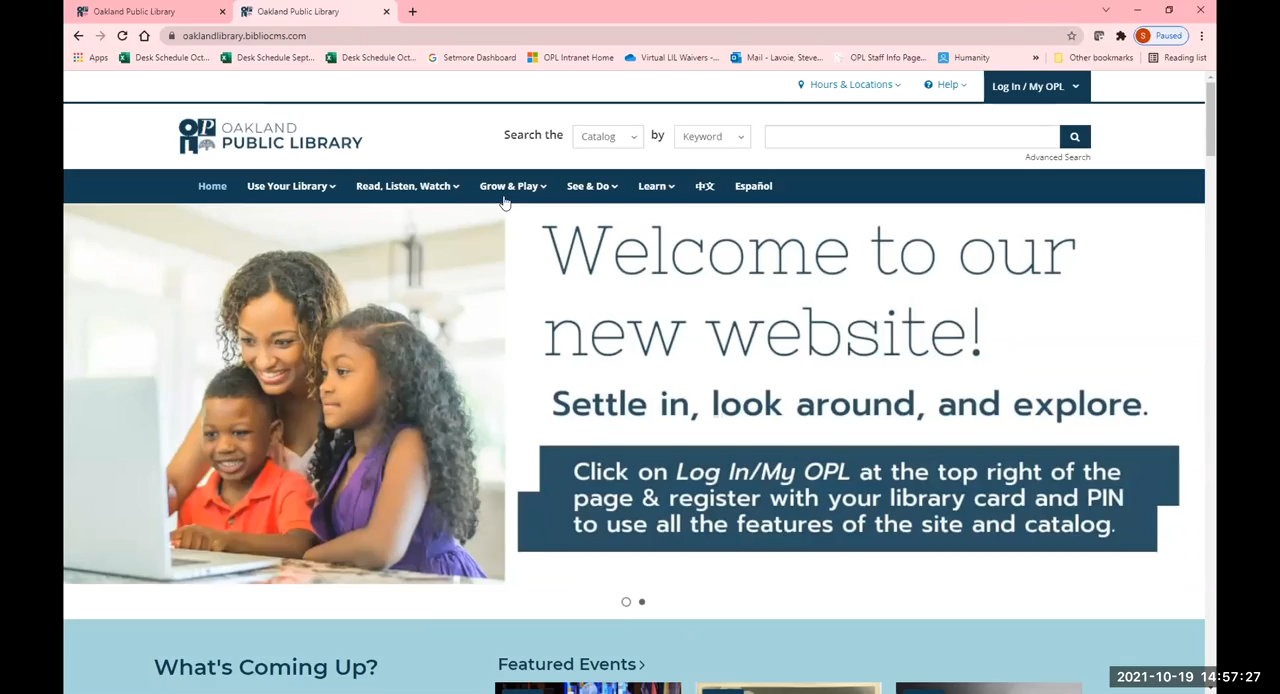 Oakland Public Library
Oakland Public Library
oaklandlibrary.bibliocms.com
S Paused
Apps Desk Schedule Oct... Desk Schedule Sept... Desk Schedule Oct... Setmore Dashboard OPL Intranet Home Virtual LIL Waivers -... Mail - Lavoie, Steve... OPL Staff Info Page... Humanity » Other bookmarks Reading list
Hours & Locations Help Log In / My OPL
OAKLAND
PUBLIC LIBRARY
Search the Catalog by Keyword
Advanced Search
Home Use Your Library Read, Listen, Watch Grow & Play See & Do Learn 中文 Español
Welcome to our
new website!
Settle in, look around, and explore.
Click on Log In/My OPL at the top right of the
page & register with your library card and PIN
to use all the features of the site and catalog.
What's Coming Up?
Featured Events
2021-10-19 14:57:27